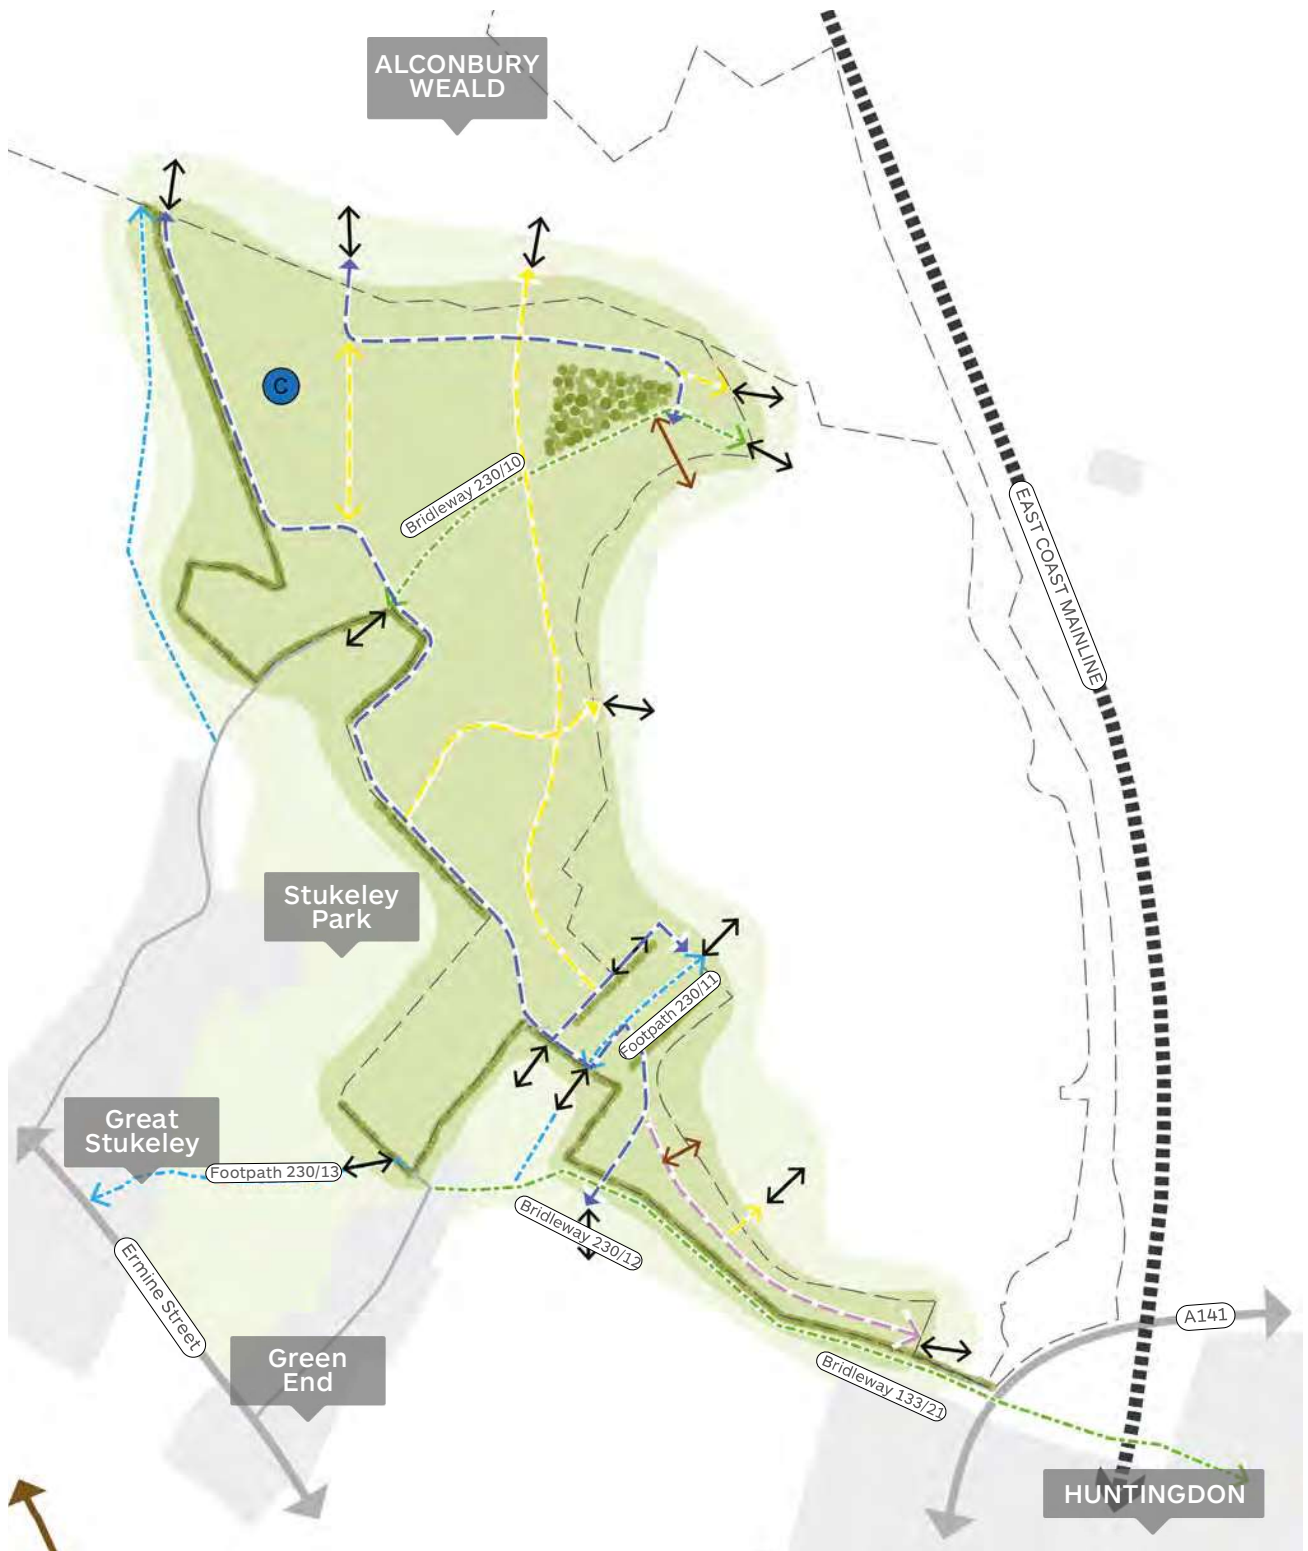 ALCONBURY
WEALD
C
Bridleway 230/10
EAST COAST MAINLINE
Stukeley
Park
Footpath 230/11
Great
Stukeley
Footpath 230/13
Bridleway 230/12
Ermine Street
A141
Green
End
Bridleway 133/21
HUNTINGDON